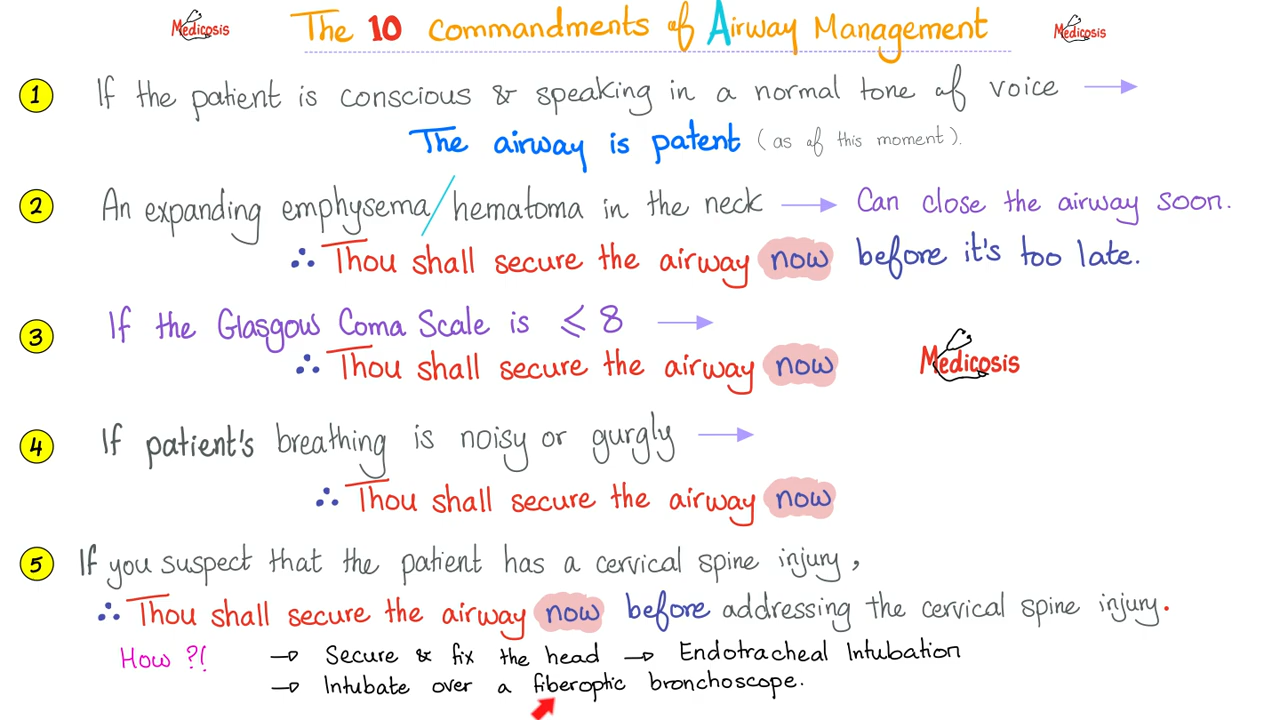 Medicosis
The 10 Commandments of Airway Management
Medicosis
1 If the patient is conscious & speaking in a normal tone of voice →
The airway is patent (as of this moment).
2 An expanding emphysema/hematoma in the neck → Can close the airway soon.
∴ Thou shall secure the airway now before it's too late.
3 If the Glasgow Coma Scale is ≤ 8 →
∴ Thou shall secure the airway now
Medicosis
4 If patient's breathing is noisy or gurgly →
∴ Thou shall secure the airway now
5 If you suspect that the patient has a cervical spine injury,
∴ Thou shall secure the airway now before addressing the cervical spine injury.
How ?! → Secure & fix the head → Endotracheal Intubation
→ Intubate over a fiberoptic bronchoscope.